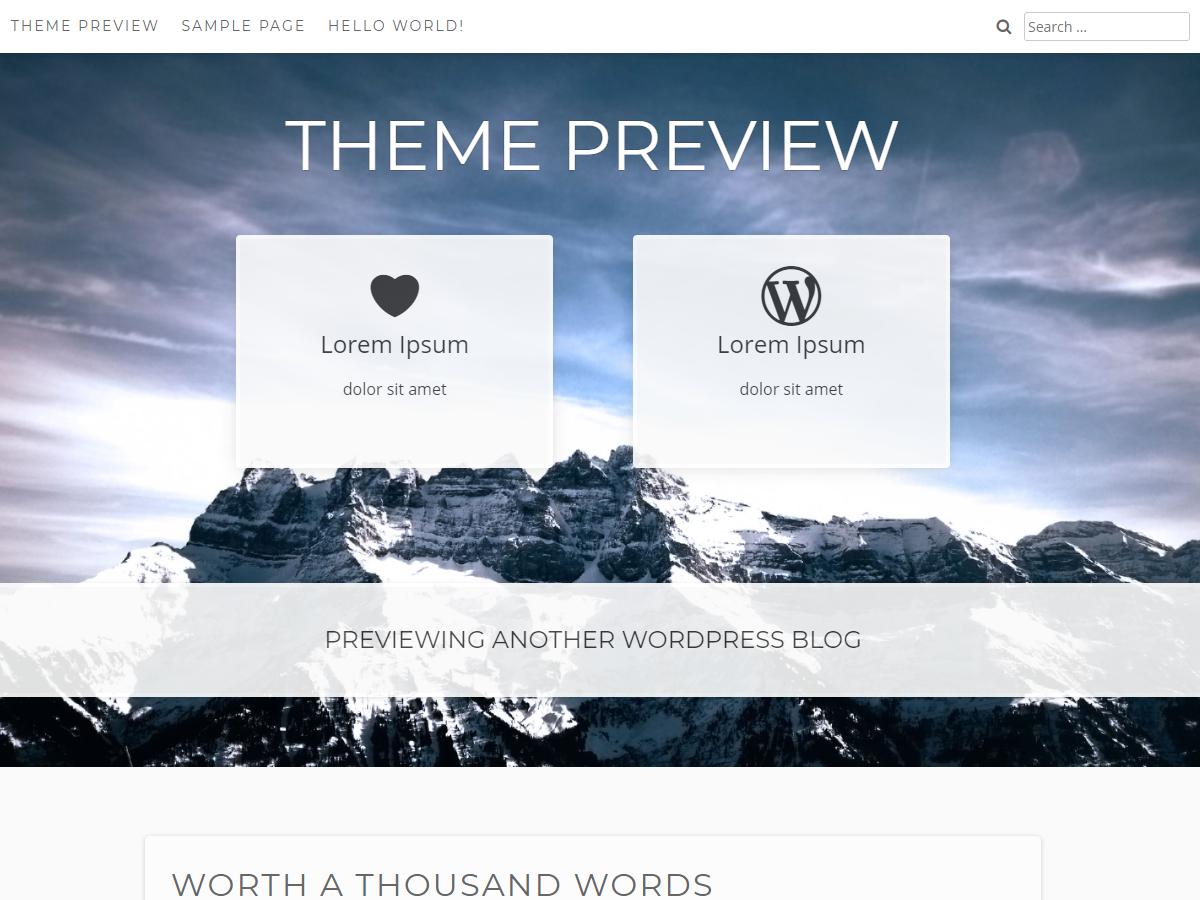 THEME PREVIEW SAMPLE PAGE HELLO WORLD! Search ...
THEME PREVIEW
Lorem Ipsum
dolor sit amet
Lorem Ipsum
dolor sit amet
PREVIEWING ANOTHER WORDPRESS BLOG
WORTH A THOUSAND WORDS